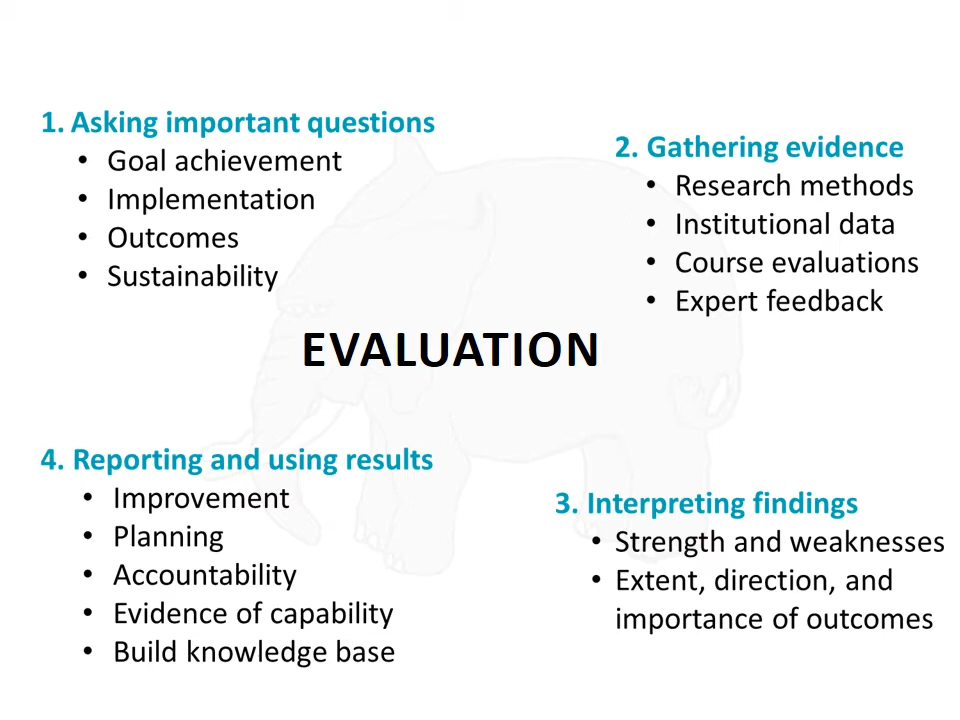 1. Asking important questions
• Goal achievement
• Implementation
• Outcomes
• Sustainability
2. Gathering evidence
• Research methods
• Institutional data
• Course evaluations
• Expert feedback
EVALUATION
3. Interpreting findings
• Strength and weaknesses
• Extent, direction, and
importance of outcomes
4. Reporting and using results
• Improvement
• Planning
• Accountability
• Evidence of capability
• Build knowledge base